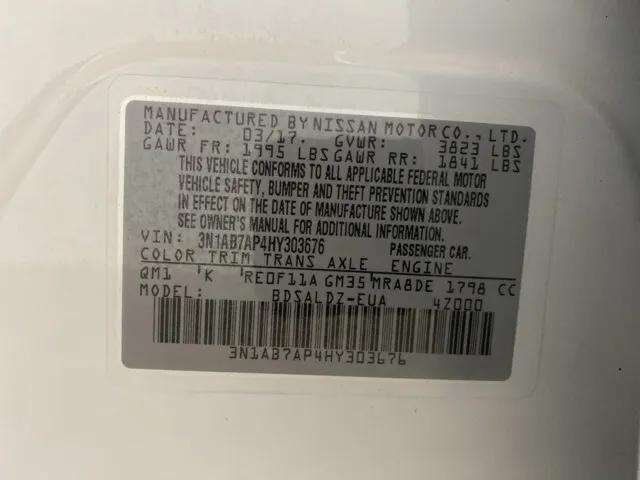 MANUFACTURED BY NISSAN MOTOR CO., LTD.
DATE: 03/17 GVWR: 3823 LBS
GAWR FR: 1995 LBS GAWR RR: 1841 LBS
THIS VEHICLE CONFORMS TO ALL APPLICABLE FEDERAL MOTOR
VEHICLE SAFETY, BUMPER AND THEFT PREVENTION STANDARDS
IN EFFECT ON THE DATE OF MANUFACTURE SHOWN ABOVE.
SEE OWNER'S MANUAL FOR ADDITIONAL INFORMATION
VIN: 3N1AB7AP4HY303676 PASSENGER CAR.
COLOR TRIM TRANS AXLE ENGINE
QM1 K RE0F11A GM35 MRA8DE 1798 CC
BDSALDZ-EUA 4Z000
3N1AB7AP4HY303676